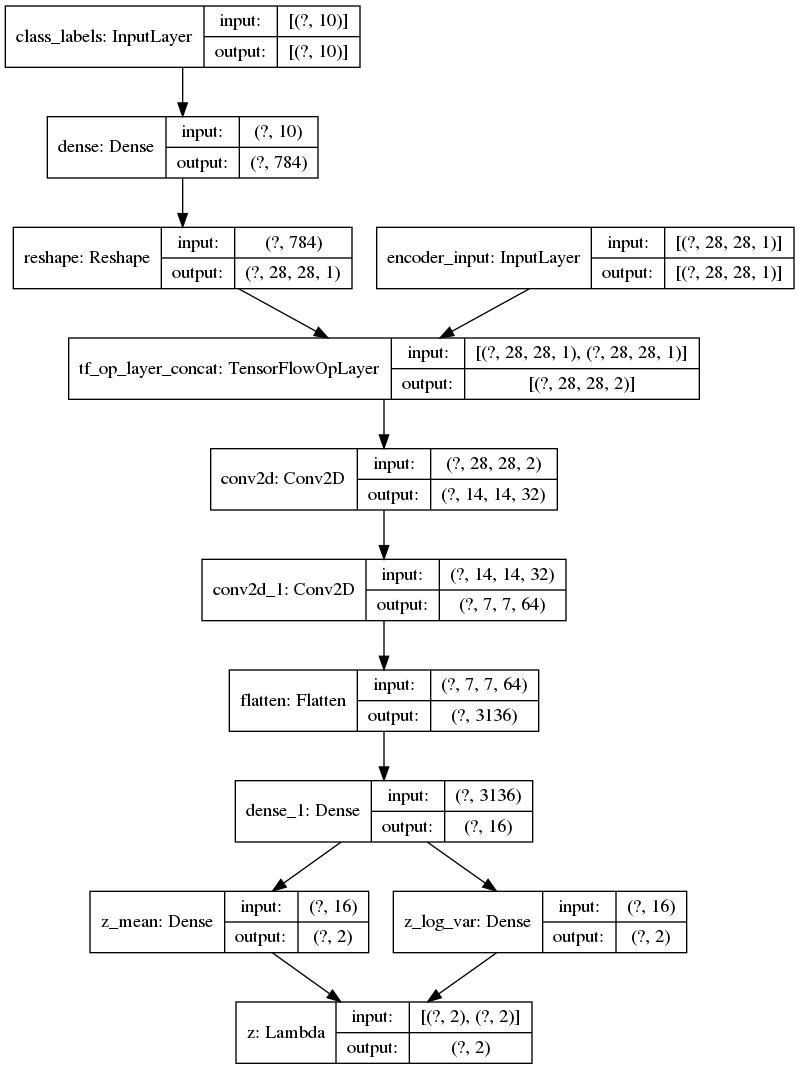 class_labels: InputLayer
input: [(?, 10)]
output: [(?, 10)]
dense: Dense
input: (?, 10)
output: (?, 784)
reshape: Reshape
input: (?, 784)
output: (?, 28, 28, 1)
encoder_input: InputLayer
input: [(?, 28, 28, 1)]
output: [(?, 28, 28, 1)]
tf_op_layer_concat: TensorFlowOpLayer
input: [(?, 28, 28, 1), (?, 28, 28, 1)]
output: [(?, 28, 28, 2)]
conv2d: Conv2D
input: (?, 28, 28, 2)
output: (?, 14, 14, 32)
conv2d_1: Conv2D
input: (?, 14, 14, 32)
output: (?, 7, 7, 64)
flatten: Flatten
input: (?, 7, 7, 64)
output: (?, 3136)
dense_1: Dense
input: (?, 3136)
output: (?, 16)
z_mean: Dense
input: (?, 16)
output: (?, 2)
z_log_var: Dense
input: (?, 16)
output: (?, 2)
z: Lambda
input: [(?, 2), (?, 2)]
output: (?, 2)